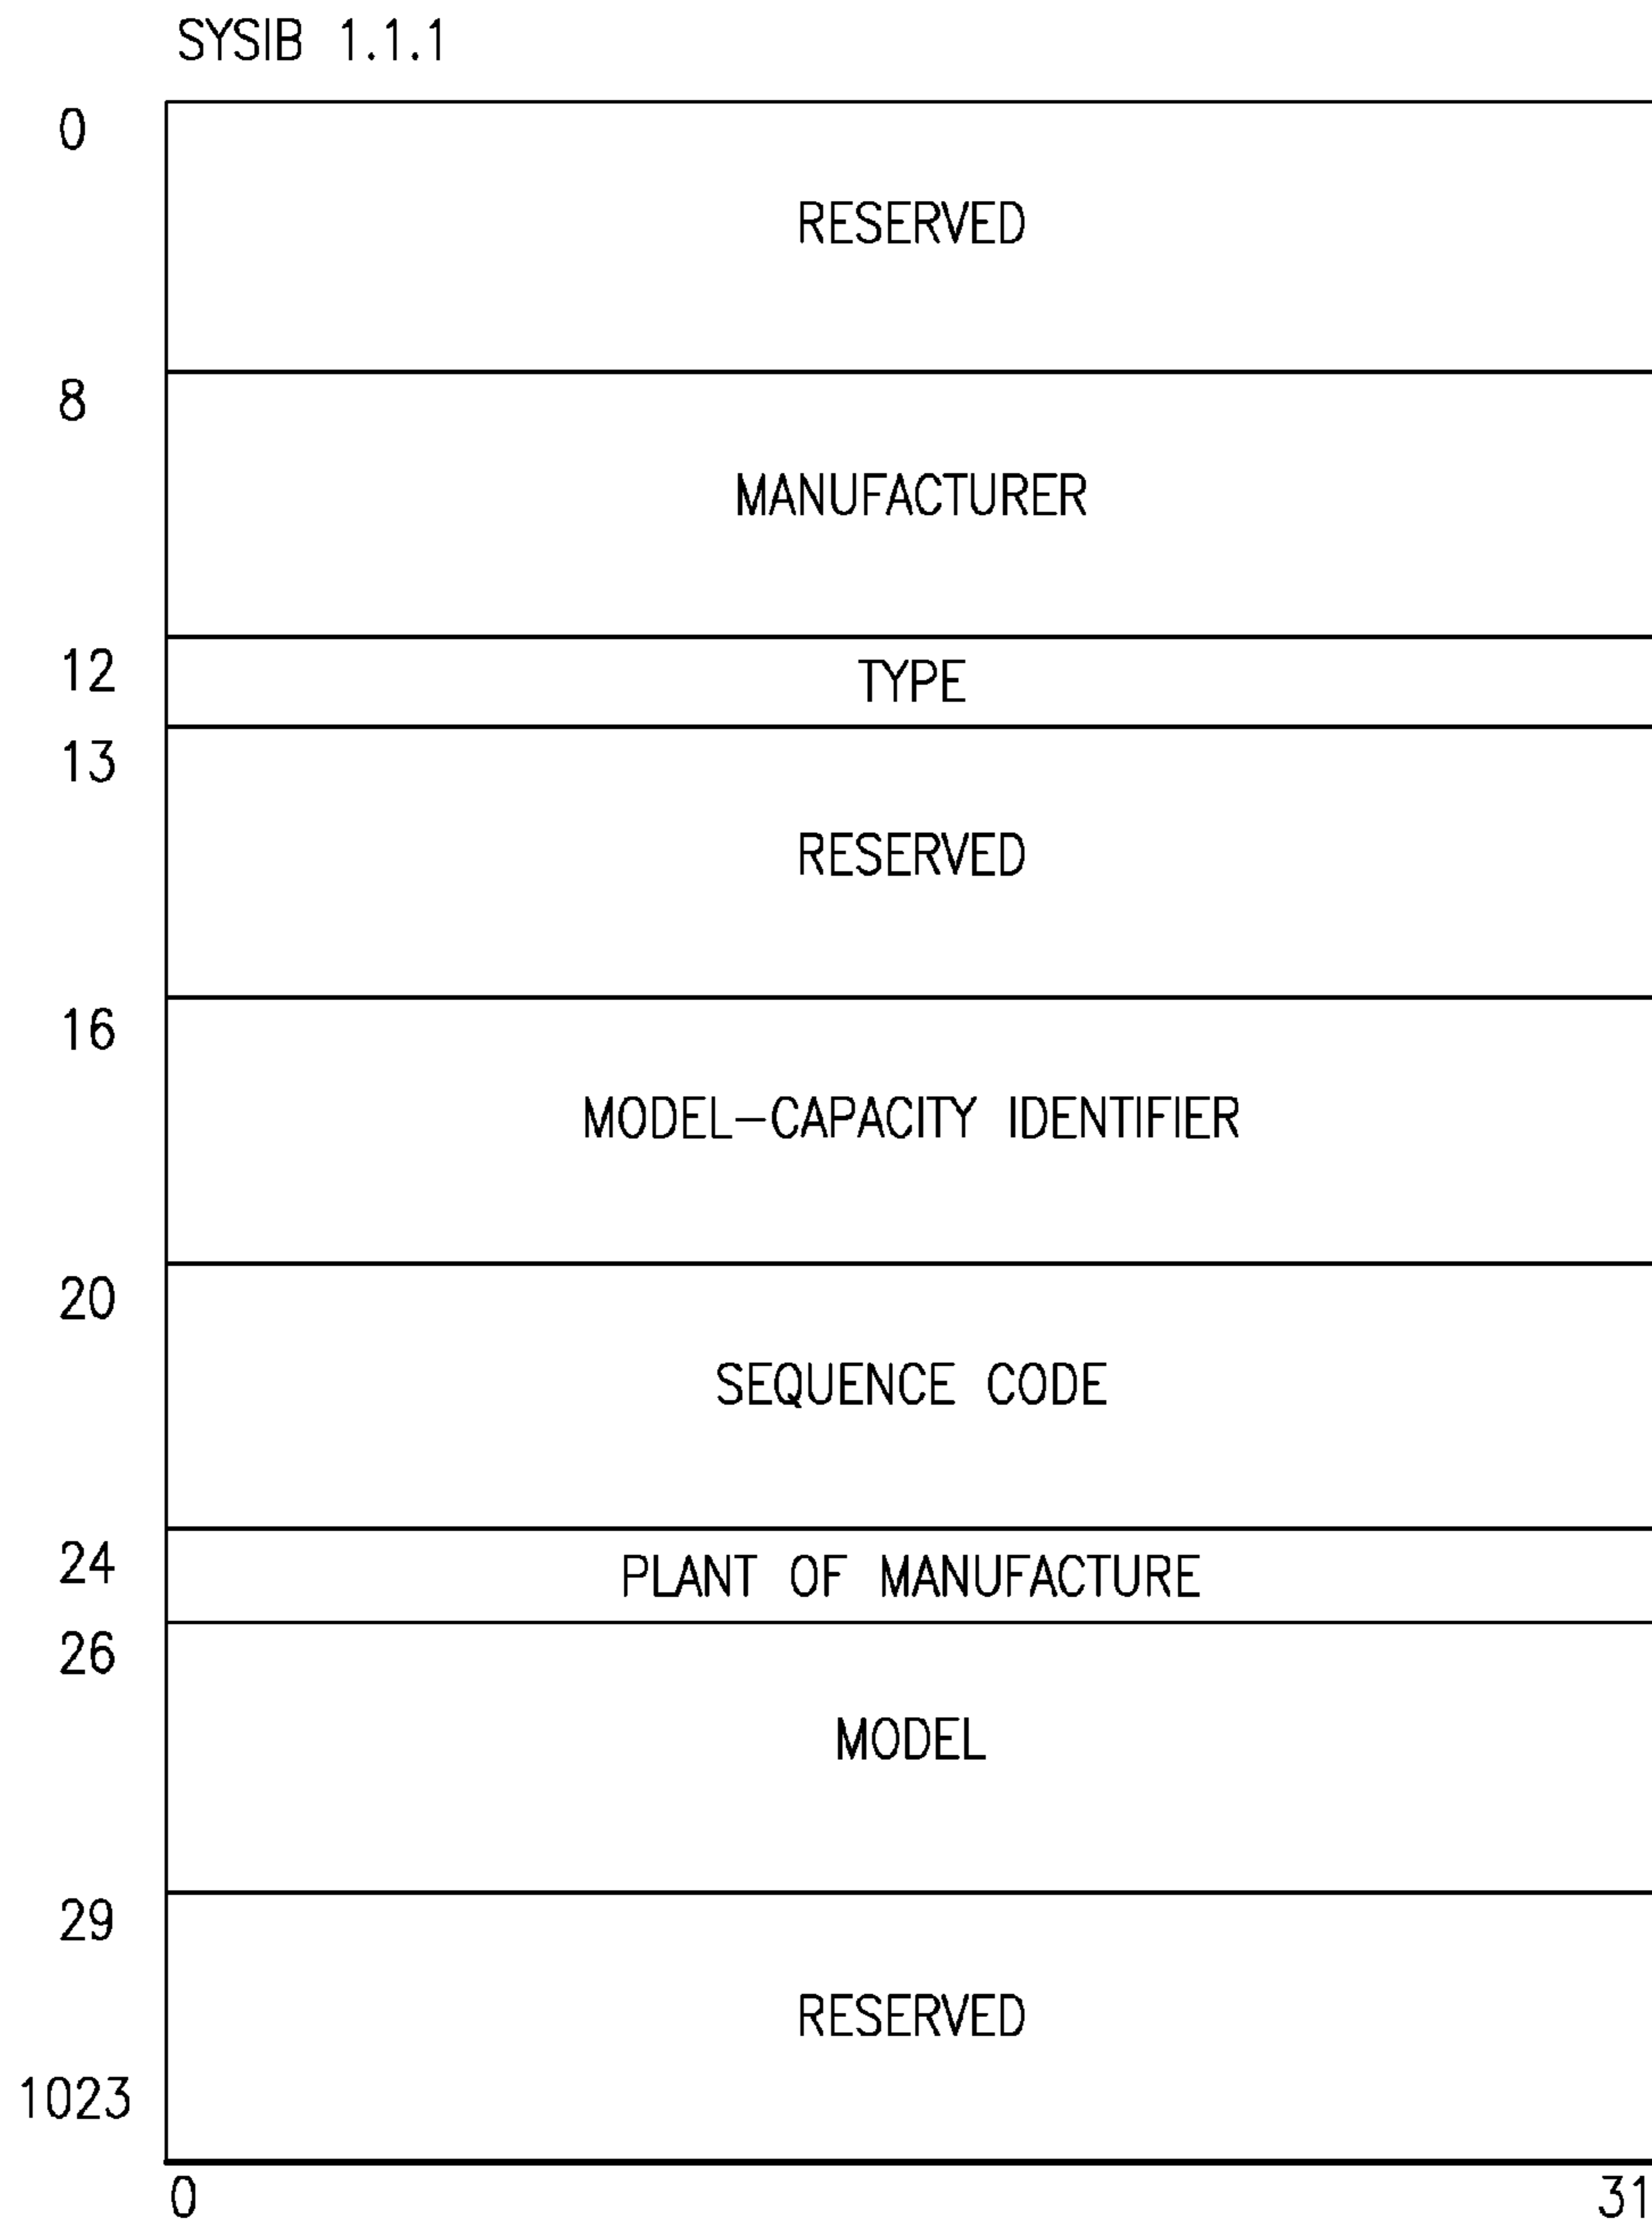 SYSIB 1.1.1
0
RESERVED
8
MANUFACTURER
12
TYPE
13
RESERVED
16
MODEL-CAPACITY IDENTIFIER
20
SEQUENCE CODE
24
PLANT OF MANUFACTURE
26
MODEL
29
RESERVED
1023
0 31